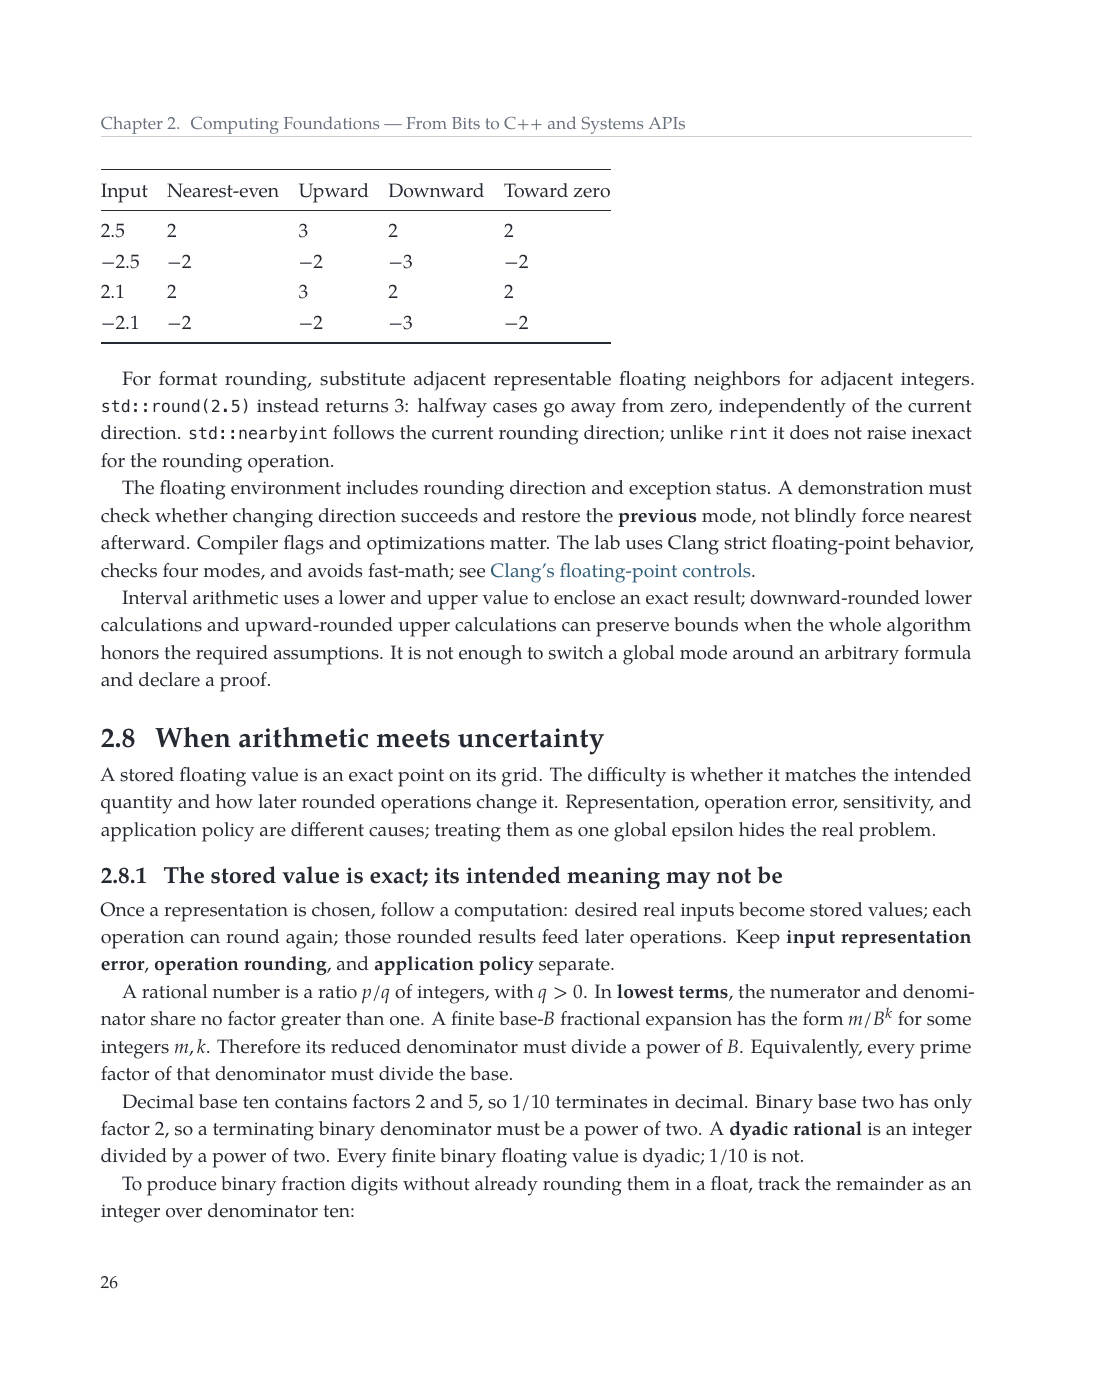 Chapter 2. Computing Foundations — From Bits to C++ and Systems APIs
Input Nearest-even Upward Downward Toward zero
2.5 2 3 2 2
−2.5 −2 −2 −3 −2
2.1 2 3 2 2
−2.1 −2 −2 −3 −2
For format rounding, substitute adjacent representable floating neighbors for adjacent integers.
std::round(2.5) instead returns 3: halfway cases go away from zero, independently of the current
direction. std::nearbyint follows the current rounding direction; unlike rint it does not raise inexact
for the rounding operation.
The floating environment includes rounding direction and exception status. A demonstration must
check whether changing direction succeeds and restore the previous mode, not blindly force nearest
afterward. Compiler flags and optimizations matter. The lab uses Clang strict floating-point behavior,
checks four modes, and avoids fast-math; see Clang's floating-point controls.
Interval arithmetic uses a lower and upper value to enclose an exact result; downward-rounded lower
calculations and upward-rounded upper calculations can preserve bounds when the whole algorithm
honors the required assumptions. It is not enough to switch a global mode around an arbitrary formula
and declare a proof.
2.8 When arithmetic meets uncertainty
A stored floating value is an exact point on its grid. The difficulty is whether it matches the intended
quantity and how later rounded operations change it. Representation, operation error, sensitivity, and
application policy are different causes; treating them as one global epsilon hides the real problem.
2.8.1 The stored value is exact; its intended meaning may not be
Once a representation is chosen, follow a computation: desired real inputs become stored values; each
operation can round again; those rounded results feed later operations. Keep input representation
error, operation rounding, and application policy separate.
A rational number is a ratio p/q of integers, with q > 0. In lowest terms, the numerator and denomi-
nator share no factor greater than one. A finite base-B fractional expansion has the form m/B^k for some
integers m, k. Therefore its reduced denominator must divide a power of B. Equivalently, every prime
factor of that denominator must divide the base.
Decimal base ten contains factors 2 and 5, so 1/10 terminates in decimal. Binary base two has only
factor 2, so a terminating binary denominator must be a power of two. A dyadic rational is an integer
divided by a power of two. Every finite binary floating value is dyadic; 1/10 is not.
To produce binary fraction digits without already rounding them in a float, track the remainder as an
integer over denominator ten:
26